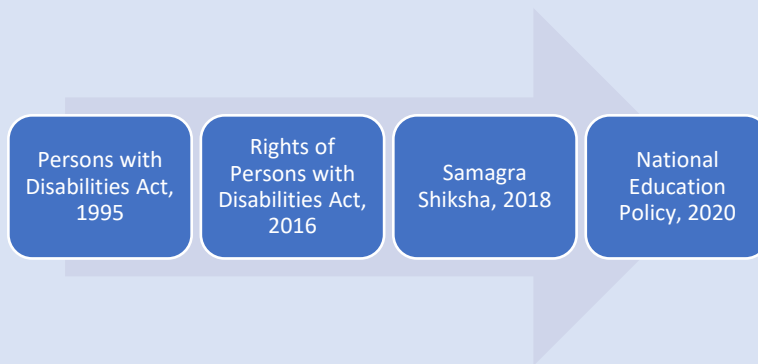 Persons with
Disabilities Act,
1995
Rights of
Persons with
Disabilities Act,
2016
Samagra
Shiksha, 2018
National
Education
Policy, 2020